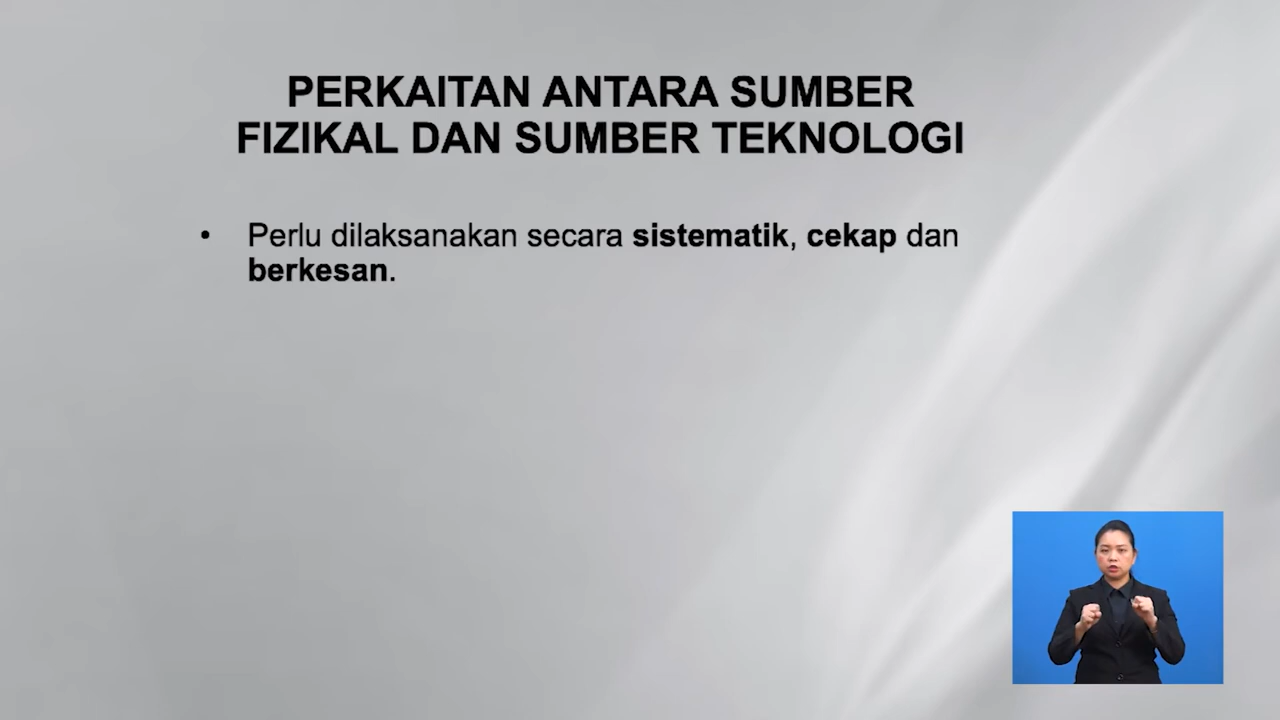 PERKAITAN ANTARA SUMBER
FIZIKAL DAN SUMBER TEKNOLOGI
• Perlu dilaksanakan secara sistematik, cekap dan
berkesan.